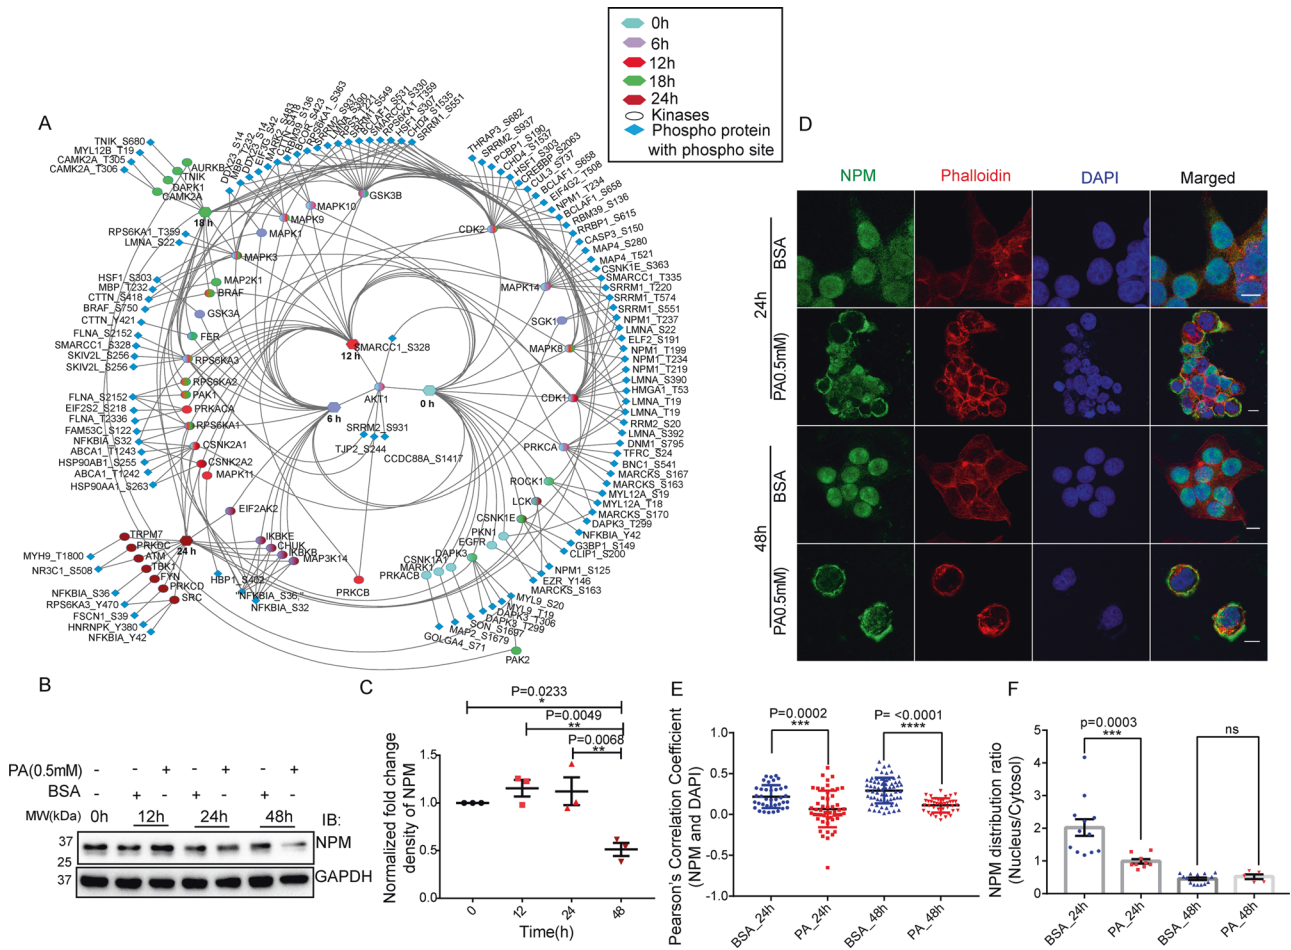 0h
6h
12h
18h
24h
Kinases
Phospho protein
with phospho site
A
TNIK_S680
MYL12B_T19
CAMK2A_T305
CAMK2A_T306
AURKB
TNIK
DAPK1
CAMK2A
18 h
RPS6KA1_T359
LMNA_S22
HSF1_S303
MBP_T232
CTTN_S418
BRAF_S750
CTTN_Y421
FLNA_S2152
SMARCC1_S328
SKIV2L_S256
SKIV2L_S256
FLNA_S2152
EIF2S2_S218
FLNA_T2336
FAM53C_S122
NFKBIA_S32
ABCA1_T1243
HSP90AB1_S255
ABCA1_T1242
HSP90AA1_S263
MAPK10
MAPK9
MAPK1
MAPK3
MAP2K1
BRAF
GSK3A
FER
RPS6KA3
RPS6KA2
PAK1
PRKACA
RPS6KA1
CSNK2A1
CSNK2A2
MAPK11
EIF2AK2
GSK3B
CDK2
MAPK14
SGK1
MAPK8
CDK1
PRKCA
ROCK1
LCK
CSNK1E
PKN1
EGFR
DAPK3
CSNK1A1
MARK1
PRKACB
PRKCB
PAK2
12 h
SMARCC1_S328
AKT1
0 h
6 h
SRRM2_S931
TJP2_S244
CCDC88A_S1417
24 h
IKBKE
CHUK
IKBKB
MAP3K14
TRPM7
PRKDC
ATM
TBK1
FYN
PRKCD
SRC
MYH9_T1800
NR3C1_S508
NFKBIA_S36
RPS6KA3_Y470
FSCN1_S39
HNRNPK_Y380
NFKBIA_Y42
HBP1_S402
"NFKBIA_S36,"
NFKBIA_S32
DDX23_S14
MBP_T232
RPS6KA1_S363
BCOR_S423
SRRM2_S937
LMNA_S390
BCLAF1_S531
SMARCC1_S330
RPS6KA1_T359
HSF1_S307
CHD4_S1535
SRRM1_S551
THRAP3_S682
SRRM2_S937
PCBP1_S190
CHD4_S1537
HSF1_S303
CREBBP_S2063
CUL3_S737
BCLAF1_S658
EIF4G2_T508
NPM1_T234
BCLAF1_S658
RBM39_S136
RRBP1_S615
CASP3_S150
MAP4_S280
MAP4_T521
CSNK1E_S363
SMARCC1_T335
SRRM1_T220
SRRM1_T574
SRRM1_S551
NPM1_T237
LMNA_S22
ELF2_S191
NPM1_T199
NPM1_T234
NPM1_T219
LMNA_S390
HMGA1_T53
LMNA_T19
LMNA_T19
RRM2_S20
LMNA_S392
DNM1_S795
TFRC_S24
BNC1_S541
MARCKS_S167
MARCKS_S163
MYL12A_S19
MYL12A_T18
MARCKS_S170
DAPK3_T299
NFKBIA_Y42
G3BP1_S149
CLIP1_S200
NPM1_S125
EZR_Y146
MARCKS_S163
MYL9_S20
MYL9_T19
DAPK3_T306
DAPK3_T299
SON_S1697
MAP2_S1679
GOLGA4_S71
B
PA(0.5mM) - - + - + - +
BSA - + - + - + -
MW(kDa) 0h 12h 24h 48h IB:
37
NPM
25
37
GAPDH
C
P=0.0233
*
P=0.0049
**
P=0.0068
**
Normalized fold change
density of NPM
1.5
1.0
0.5
0.0
0
12
24
48
Time(h)
D
NPM
Phalloidin
DAPI
Marged
24h
BSA
PA0.5mM)
48h
BSA
PA0.5mM)
E
P=0.0002
***
P= <0.0001
****
Pearson's Correlation Coefficient
(NPM and DAPI)
1.0
0.5
0.0
-0.5
-1.0
BSA_24h
PA_24h
BSA_48h
PA_48h
F
p=0.0003
***
ns
NPM distribution ratio
(Nucleus/Cytosol)
5
4
3
2
1
0
BSA_24h
PA_24h
BSA_48h
PA_48h